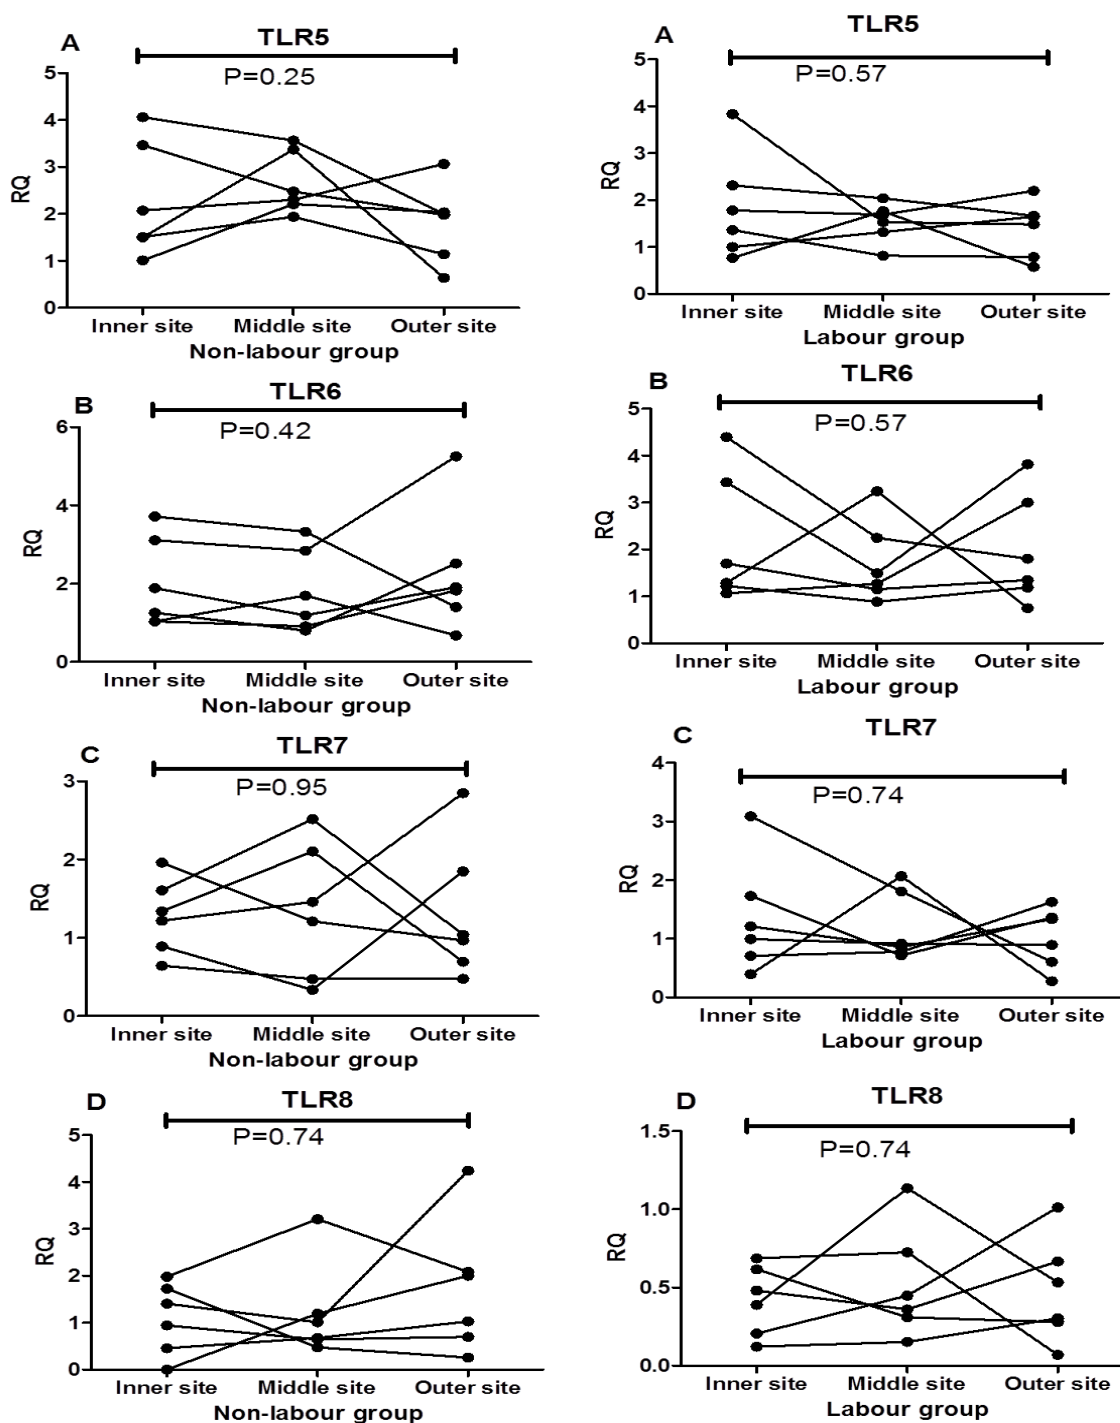 A
TLR5
P=0.25
5
4
3
2
1
0
RQ
Inner site Middle site Outer site
Non-labour group
A
TLR5
P=0.57
5
4
3
2
1
0
RQ
Inner site Middle site Outer site
Labour group
B
TLR6
P=0.42
6
4
2
0
RQ
Inner site Middle site Outer site
Non-labour group
B
TLR6
P=0.57
5
4
3
2
1
0
RQ
Inner site Middle site Outer site
Labour group
C
TLR7
P=0.95
3
2
1
0
RQ
Inner site Middle site Outer site
Non-labour group
C
TLR7
P=0.74
4
3
2
1
0
RQ
Inner site Middle site Outer site
Labour group
D
TLR8
P=0.74
5
4
3
2
1
0
RQ
Inner site Middle site Outer site
Non-labour group
D
TLR8
P=0.74
1.5
1.0
0.5
0.0
RQ
Inner site Middle site Outer site
Labour group